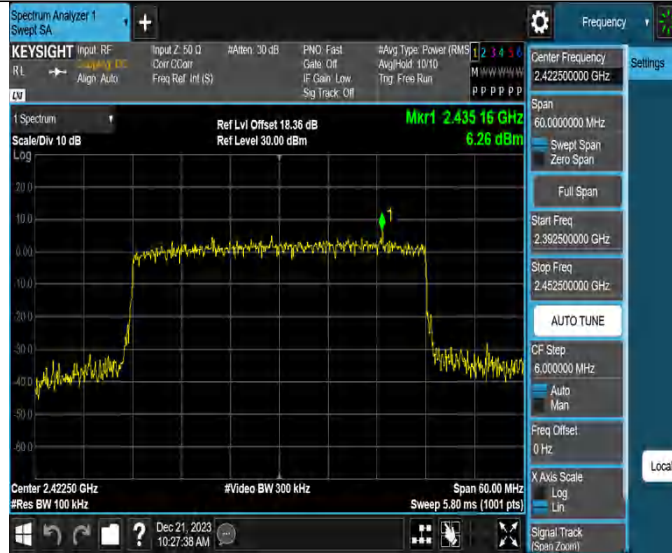 Spectrum Analyzer 1
Swept SA
+
Frequency
KEYSIGHT
RL
Input: RF
Coupling: DC
Align: Auto
Input Z: 50 Ω
Corr CCorr
Freq Ref: Int (S)
#Atten: 30 dB
PNO: Fast
Gate: Off
IF Gain: Low
Sig Track: Off
#Avg Type: Power (RMS
Avg|Hold: 10/10
Trig: Free Run
1 2 3 4 5 6
M W W W W W
P P P P P P
LXI
1 Spectrum
Scale/Div 10 dB
Log
Ref Lvl Offset 18.36 dB
Ref Level 30.00 dBm
Mkr1 2.435 16 GHz
6.26 dBm
1
20.0
10.0
0.00
-10.0
-20.0
-30.0
-40.0
-50.0
-60.0
Center 2.42250 GHz
#Res BW 100 kHz
#Video BW 300 kHz
Span 60.00 MHz
Sweep 5.80 ms (1001 pts)
?
Dec 21, 2023
10:27:38 AM
Center Frequency
2.422500000 GHz
Settings
Span
60.0000000 MHz
Swept Span
Zero Span
Full Span
Start Freq
2.392500000 GHz
Stop Freq
2.452500000 GHz
AUTO TUNE
CF Step
6.000000 MHz
Auto
Man
Freq Offset
0 Hz
X Axis Scale
Log
Lin
Local
Signal Track
(Span Zoom)